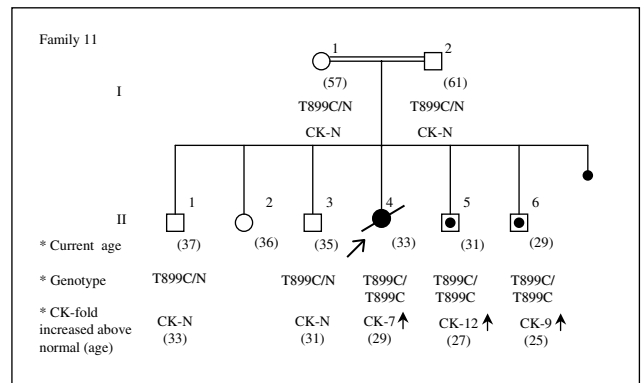 Family 11
1 2
I
(57) (61)
T899C/N T899C/N
CK-N CK-N
1 2 3 4 5 6
II
* Current age (37) (36) (35) (33) (31) (29)
* Genotype T899C/N T899C/N T899C/ T899C/ T899C/
T899C T899C T899C
* CK-fold
increased above CK-N CK-N CK-7 CK-12 CK-9
normal (age) (33) (31) (29) (27) (25)